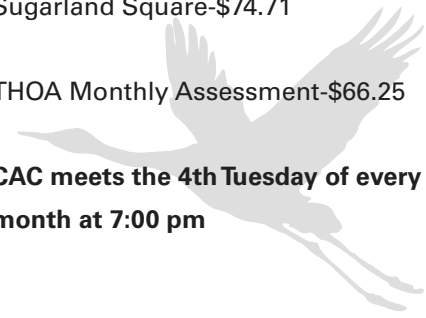 Sugarland Square-$74.71
THOA Monthly Assessment-$66.25
CAC meets the 4th Tuesday of every
month at 7:00 pm